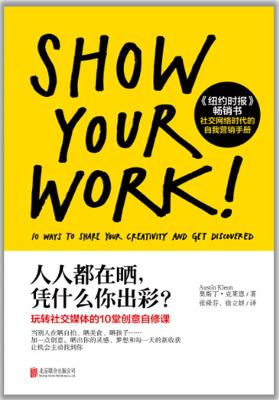 SHOW
YOUR
WORK!
《纽约时报》
畅销书
社交网络时代的
自我营销手册
10 WAYS TO SHARE YOUR CREATIVITY AND GET DISCOVERED
人人都在晒，
凭什么你出彩？
玩转社交媒体的10堂创意自修课
Austin Kleon
奥斯丁·克莱恩◎著
张舜芬、徐立妍◎译
当别人在晒自拍、晒美食、晒孩子……
加一点创意，晒出你的灵感、梦想和每一天的新收获
让机会主动找到你
北京联合出版公司